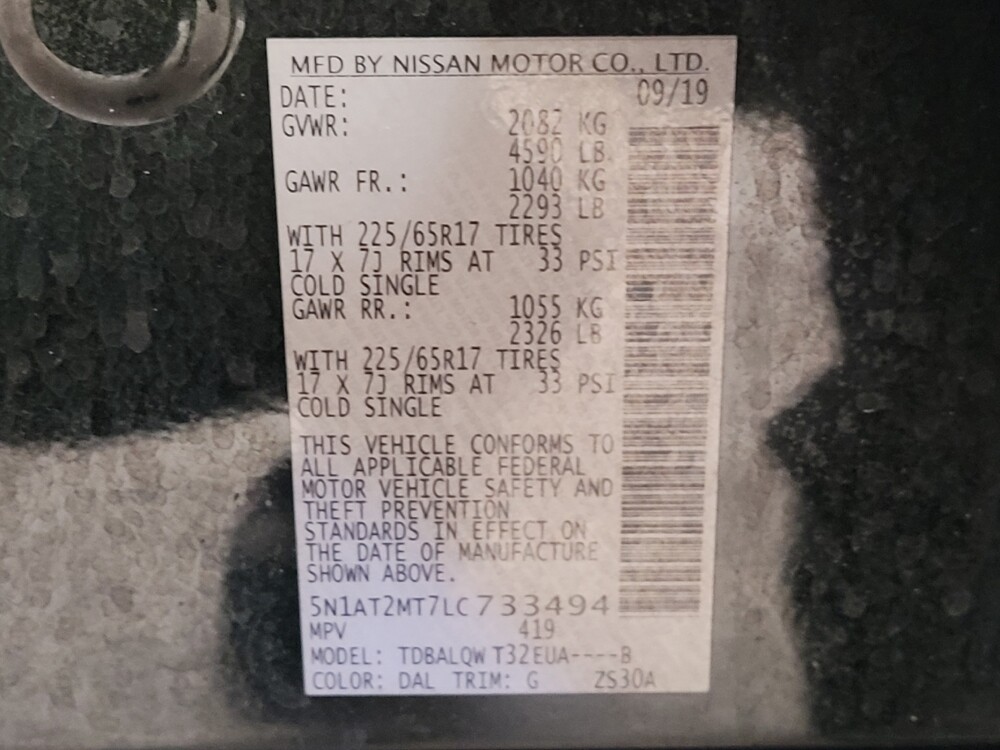 MFD BY NISSAN MOTOR CO., LTD.
DATE: 09/19
GVWR: 2082 KG
4590 LB
GAWR FR.: 1040 KG
2293 LB
WITH 225/65R17 TIRES
17 X 7J RIMS AT 33 PSI
COLD SINGLE
GAWR RR.: 1055 KG
2326 LB
WITH 225/65R17 TIRES
17 X 7J RIMS AT 33 PSI
COLD SINGLE
THIS VEHICLE CONFORMS TO
ALL APPLICABLE FEDERAL
MOTOR VEHICLE SAFETY AND
THEFT PREVENTION
STANDARDS IN EFFECT ON
THE DATE OF MANUFACTURE
SHOWN ABOVE.
5N1AT2MT7LC733494
MPV 419
MODEL: TDBALQW T32EUA----B
COLOR: DAL TRIM: G ZS30A